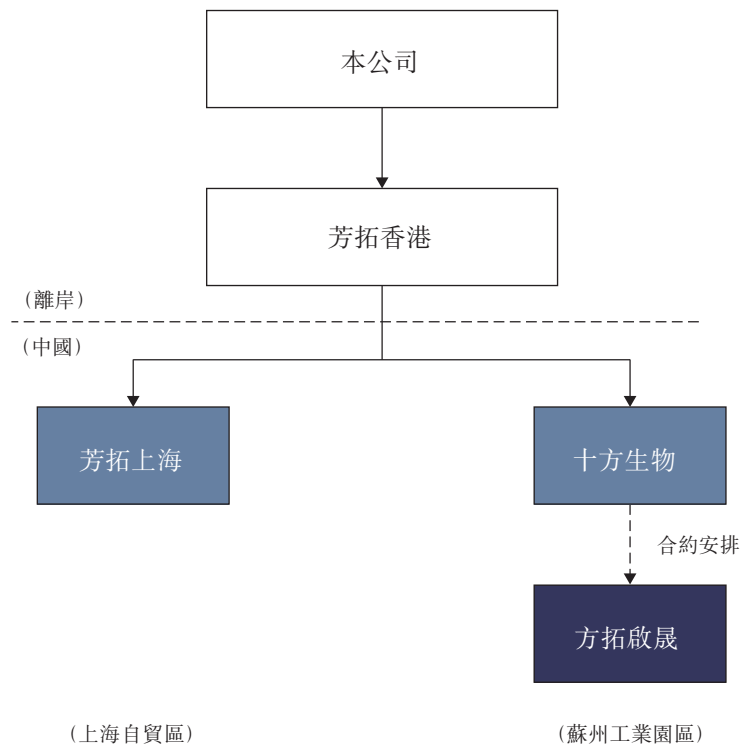 本公司
芳拓香港
（離岸）
（中國）
芳拓上海
十方生物
合約安排
方拓啟晟
（上海自貿區）
（蘇州工業園區）